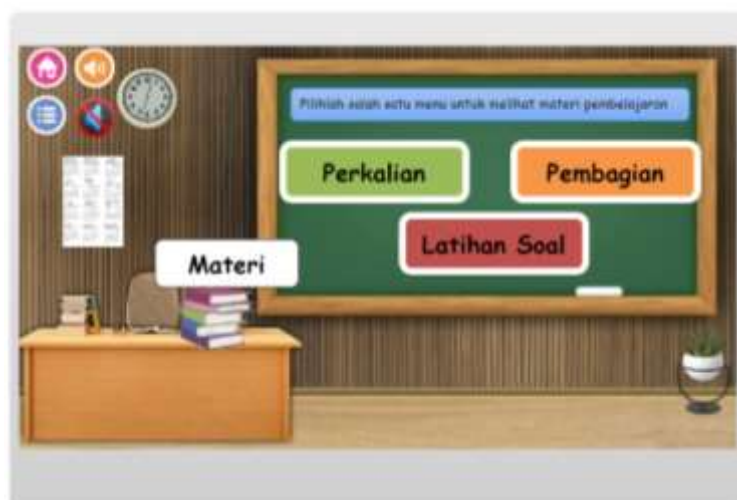 Pilihlah salah satu menu untuk melihat materi pembelajaran
Perkalian
Pembagian
Latihan Soal
Materi